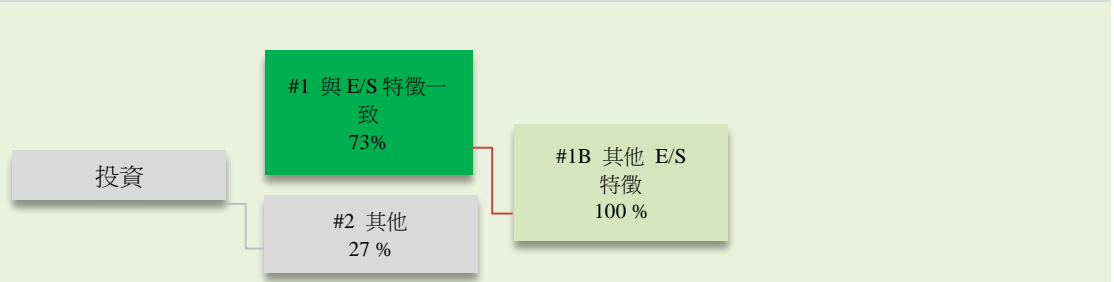 #1 與 E/S 特徵一
致
73%
投資
#2 其他
27 %
#1B 其他 E/S
特徵
100 %